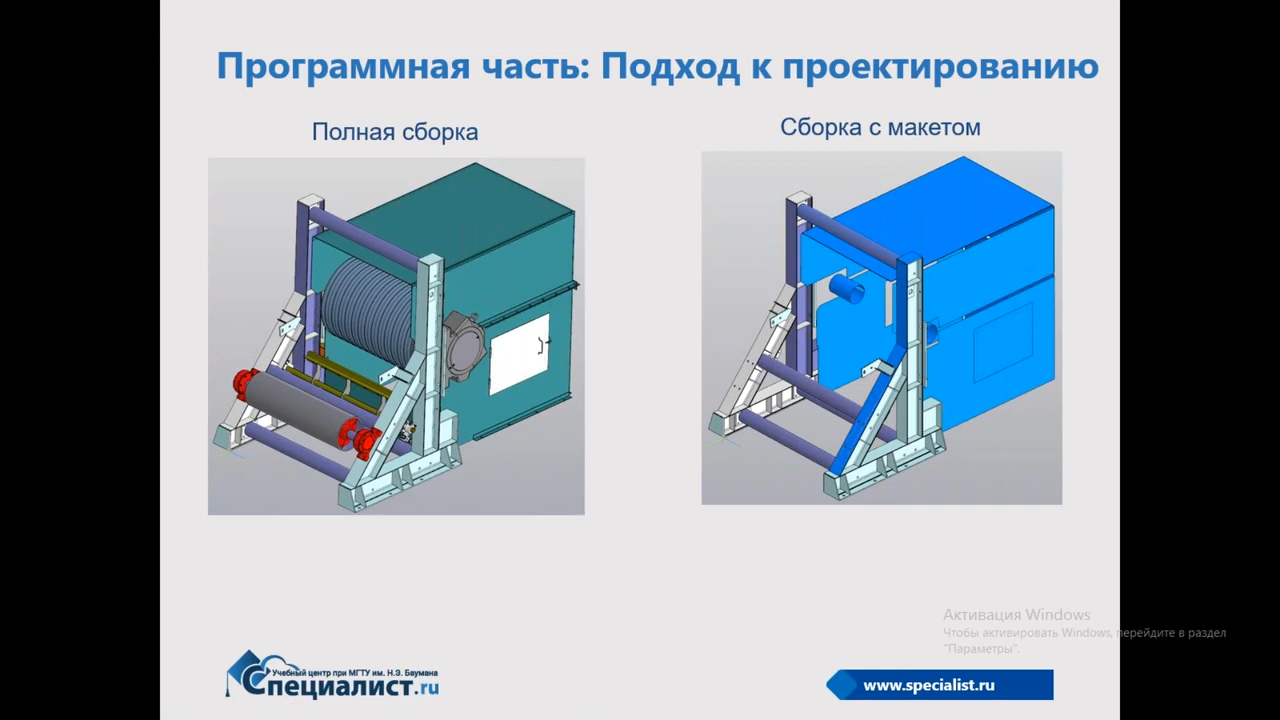 Программная часть: Подход к проектированию
Полная сборка
Сборка с макетом
Активация Windows
Чтобы активировать Windows, перейдите в раздел
"Параметры".
Учебный центр при МГТУ им. Н.Э. Баумана
Специалист.ru
www.specialist.ru